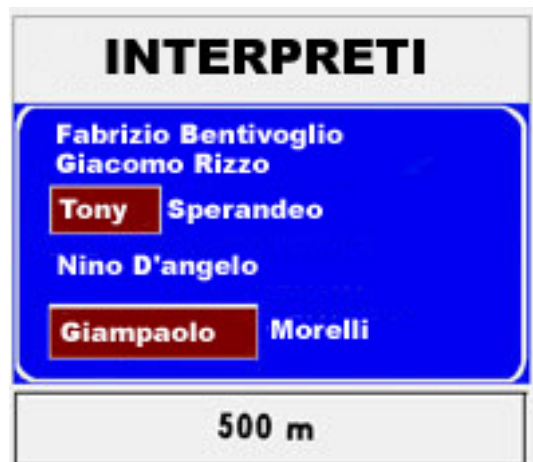 INTERPRETI
Fabrizio Bentivoglio
Giacomo Rizzo
Tony Sperandeo
Nino D'angelo
Giampaolo Morelli
500 m